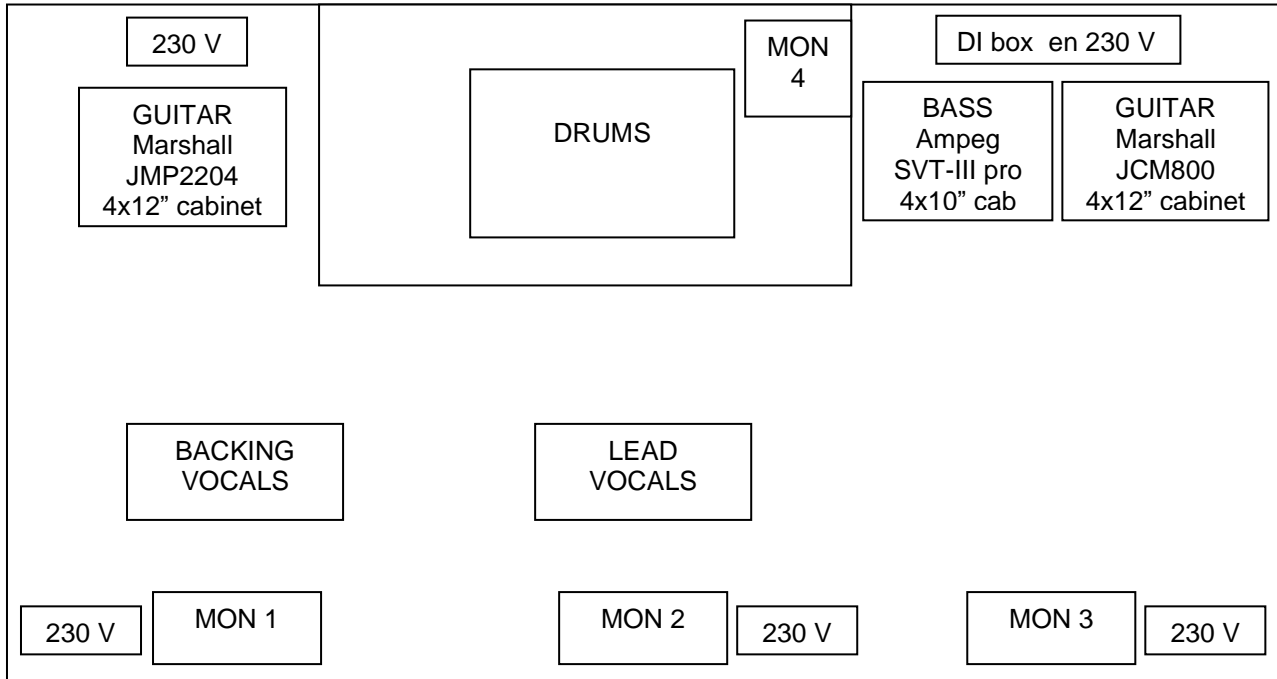 230 V
GUITAR
Marshall
JMP2204
4x12” cabinet
DRUMS
MON
4
DI box en 230 V
BASS
Ampeg
SVT-III pro
4x10” cab
GUITAR
Marshall
JCM800
4x12” cabinet
BACKING
VOCALS
LEAD
VOCALS
230 V
MON 1
MON 2
230 V
MON 3
230 V